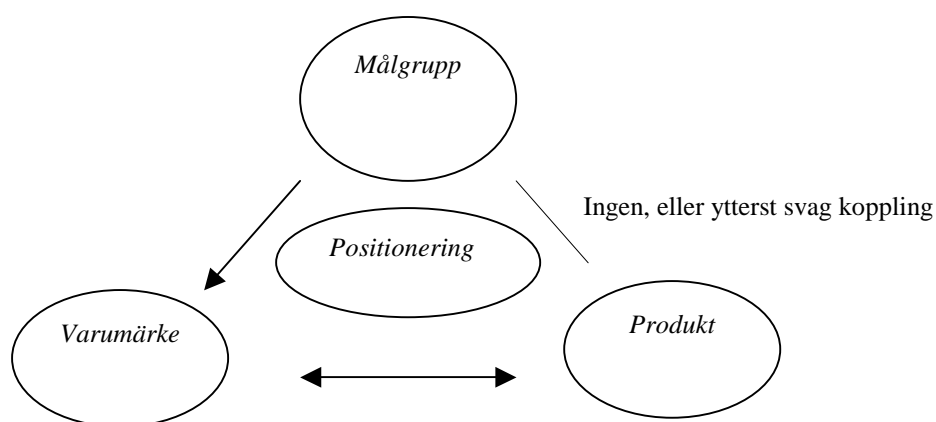 Målgrupp
Ingen, eller ytterst svag koppling
Positionering
Varumärke
Produkt